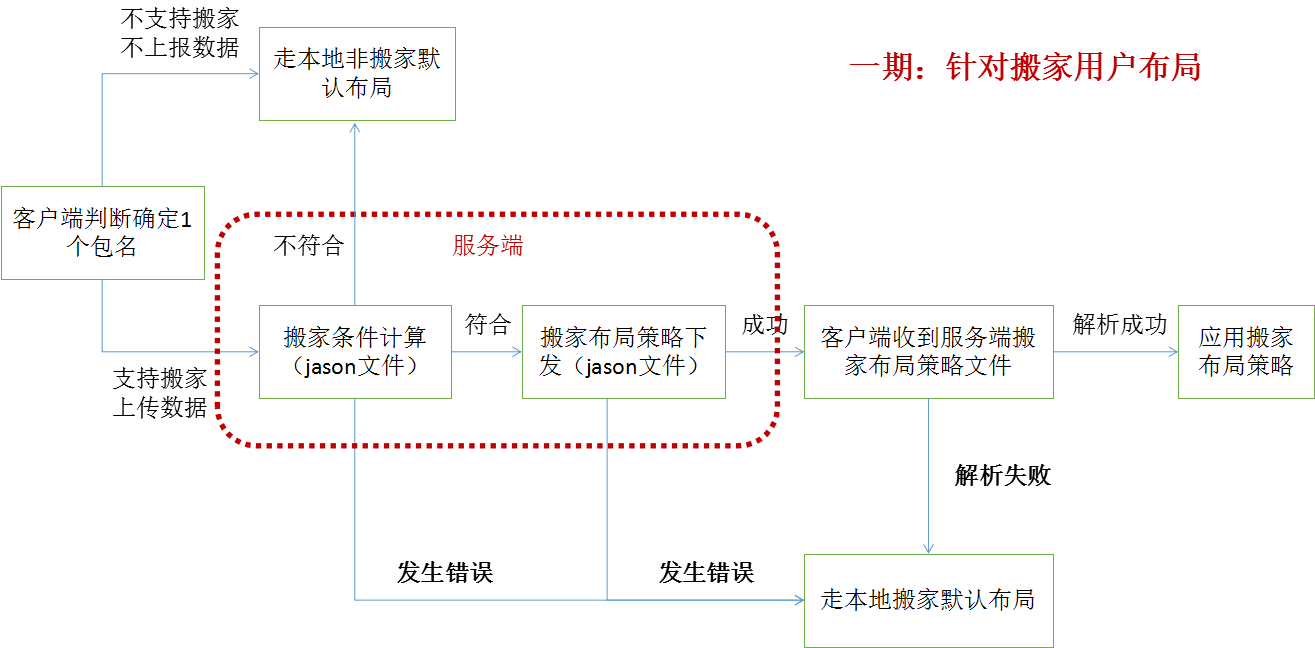 不支持搬家
不上报数据
走本地非搬家默
认布局
一期：针对搬家用户布局
客户端判断确定1
个包名
不符合
服务端
搬家条件计算
（jason文件）
符合
搬家布局策略下
发（jason文件）
成功
客户端收到服务端搬
家布局策略文件
解析成功
应用搬家
布局策略
支持搬家
上传数据
解析失败
发生错误
发生错误
走本地搬家默认布局